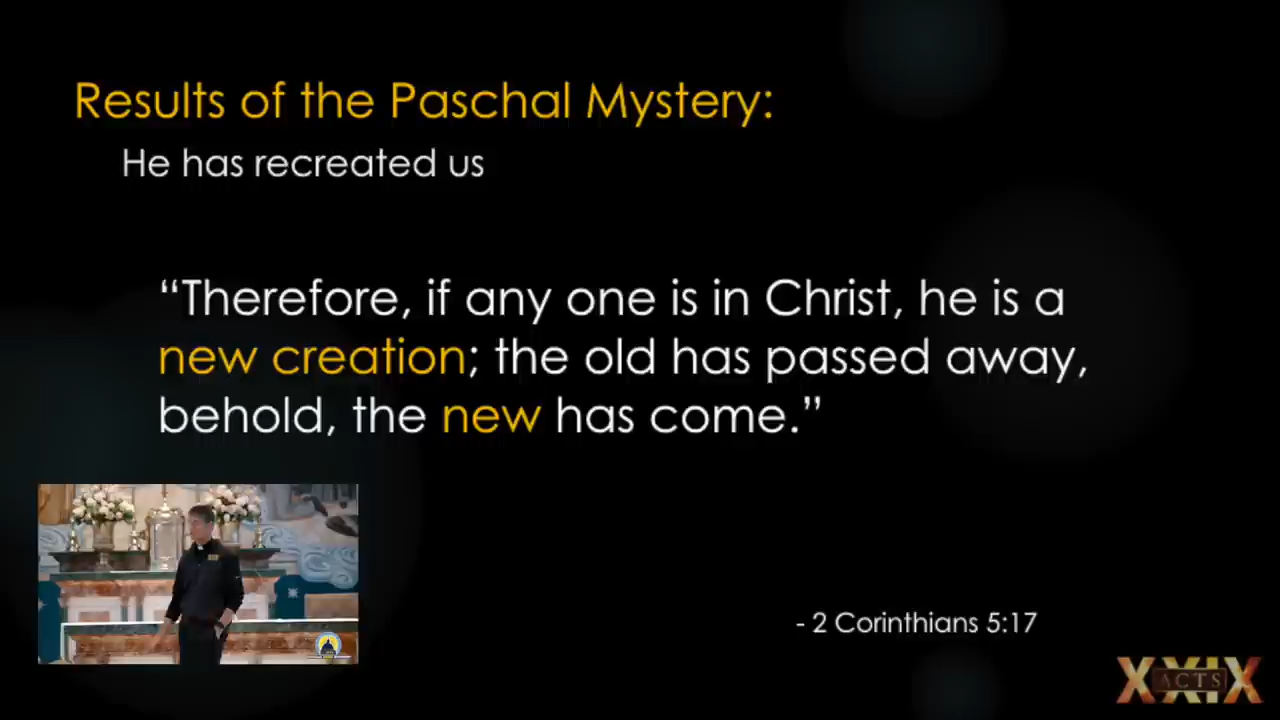 Results of the Paschal Mystery:
He has recreated us
“Therefore, if any one is in Christ, he is a
new creation; the old has passed away,
behold, the new has come.”
- 2 Corinthians 5:17
XXIX
ACTS